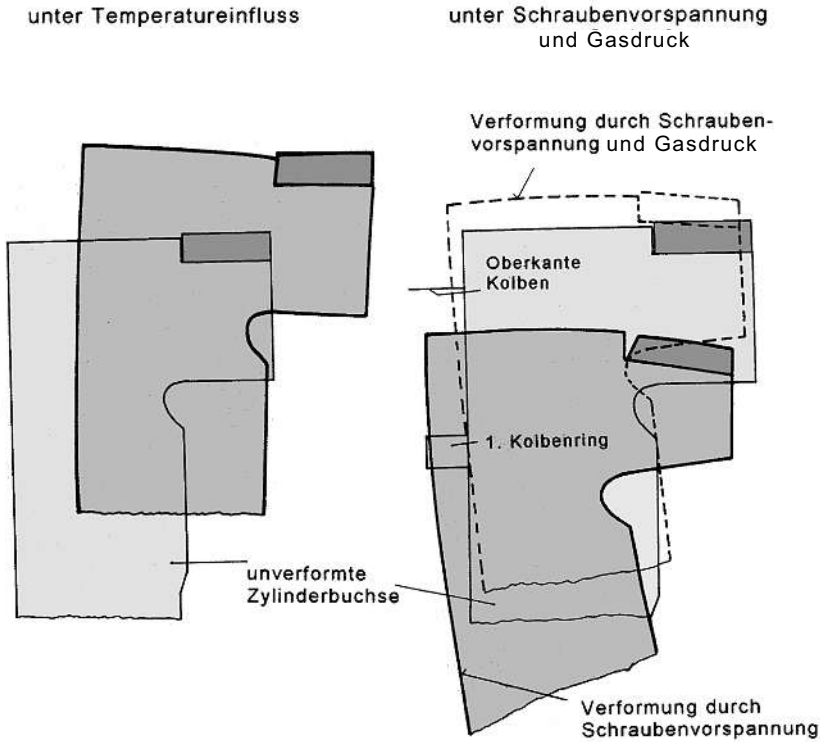 unter Temperatureinfluss
unter Schraubenvorspannung
und Gasdruck
Verformung durch Schrauben-
vorspannung und Gasdruck
Oberkante
Kolben
1. Kolbenring
unverformte
Zylinderbuchse
Verformung durch
Schraubenvorspannung